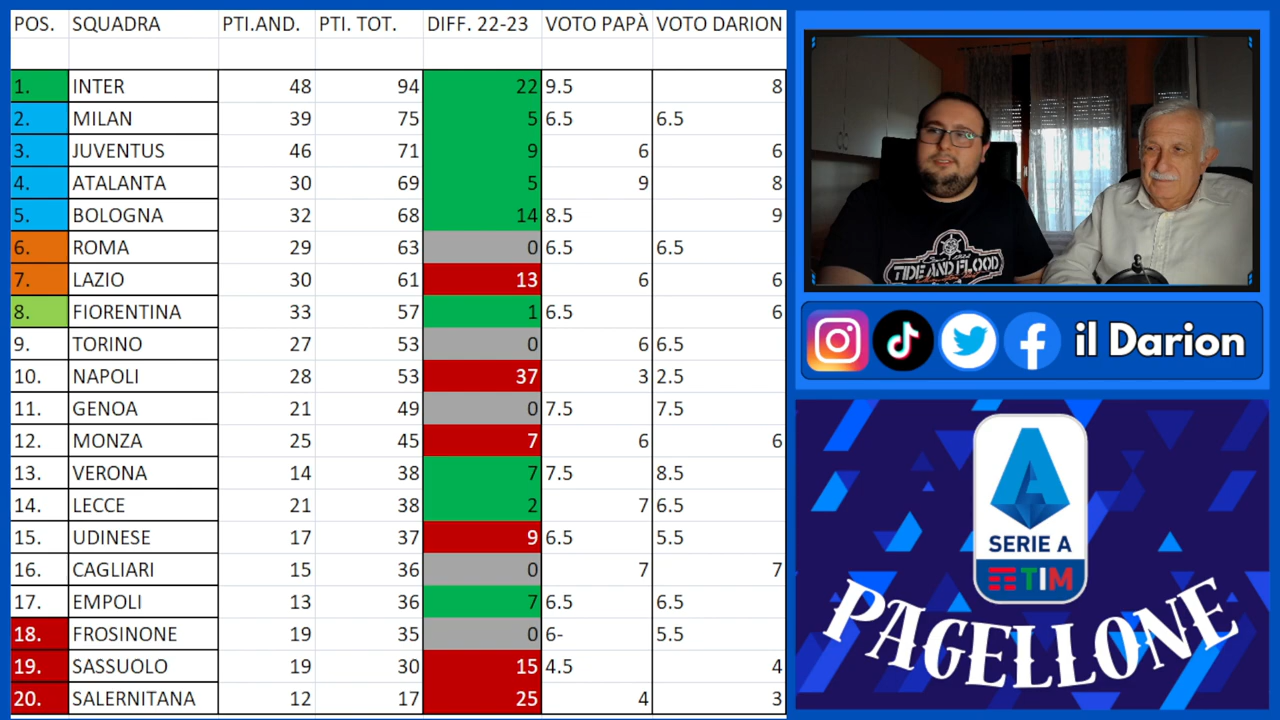 POS. SQUADRA PTI.AND. PTI. TOT. DIFF. 22-23 VOTO PAPÀ VOTO DARION
1. INTER 48 94 22 9.5 8
2. MILAN 39 75 5 6.5 6.5
3. JUVENTUS 46 71 9 6 6
4. ATALANTA 30 69 5 9 8
5. BOLOGNA 32 68 14 8.5 9
6. ROMA 29 63 0 6.5 6.5
7. LAZIO 30 61 13 6 6
8. FIORENTINA 33 57 1 6.5 6
9. TORINO 27 53 0 6 6.5
10. NAPOLI 28 53 37 3 2.5
11. GENOA 21 49 0 7.5 7.5
12. MONZA 25 45 7 6 6
13. VERONA 14 38 7 7.5 8.5
14. LECCE 21 38 2 7 6.5
15. UDINESE 17 37 9 6.5 5.5
16. CAGLIARI 15 36 0 7 7
17. EMPOLI 13 36 7 6.5 6.5
18. FROSINONE 19 35 0 6- 5.5
19. SASSUOLO 19 30 15 4.5 4
20. SALERNITANA 12 17 25 4 3
TIDE AND FLOOD
il Darion
SERIE A
TIM
PAGELLONE